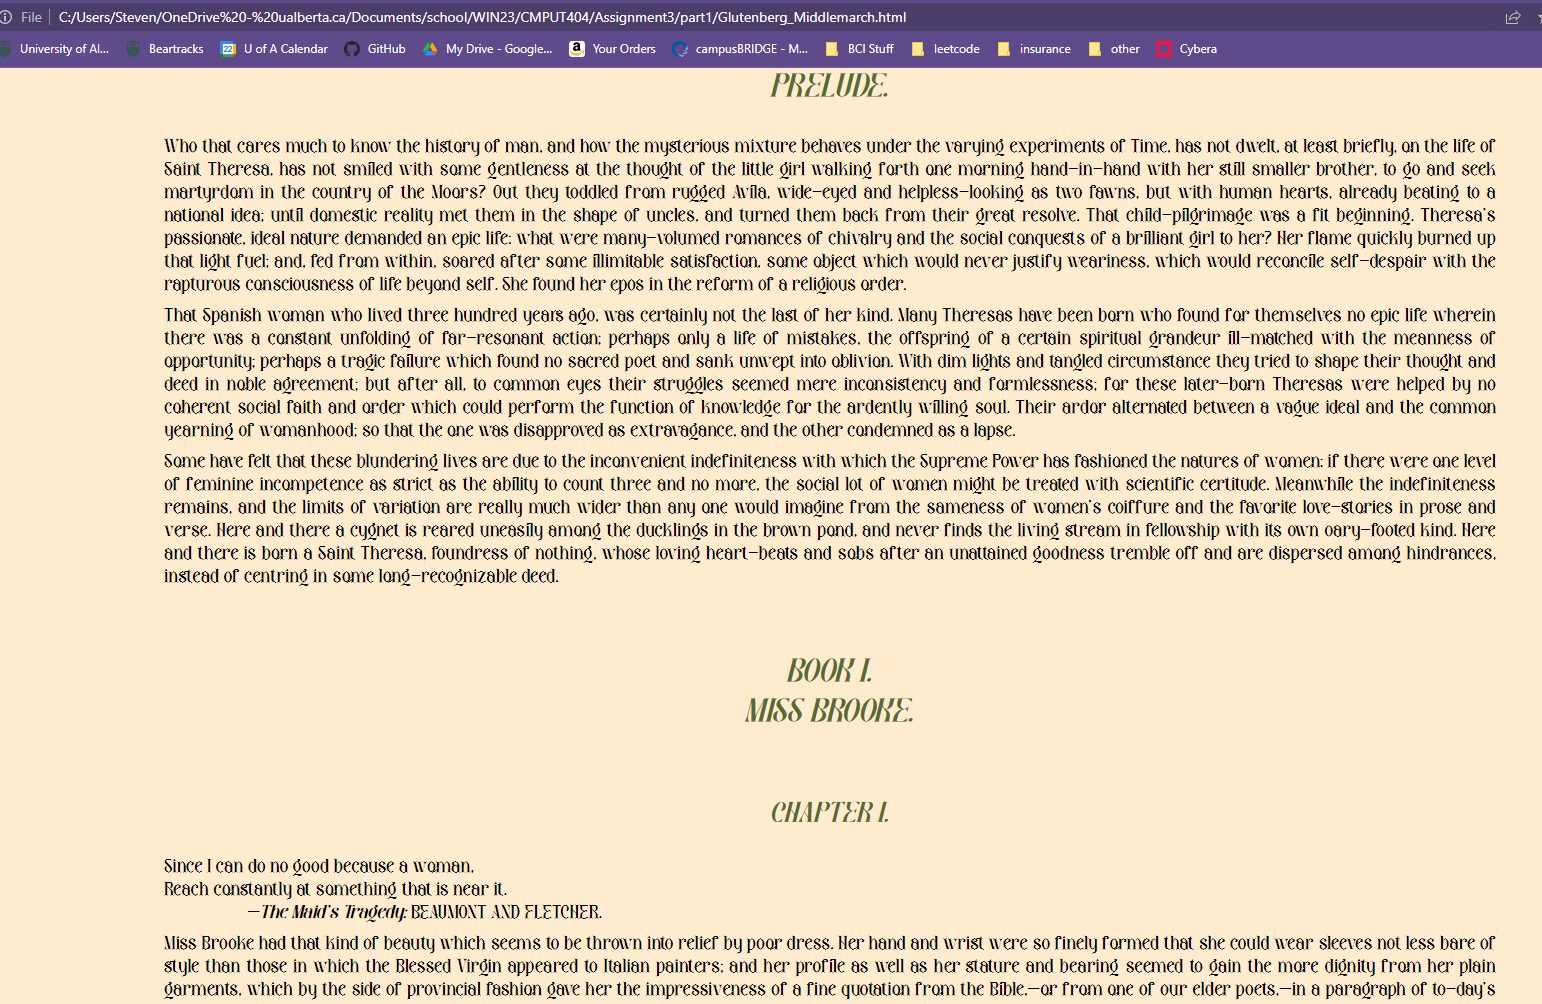 File C:/Users/Steven/OneDrive%20-%20ualberta.ca/Documents/school/WIN23/CMPUT404/Assignment3/part1/Glutenberg_Middlemarch.html
University of Al... Beartracks 22 U of A Calendar GitHub My Drive - Google... a Your Orders campusBRIDGE - M... BCI Stuff leetcode insurance other Cybera
PRELUDE.
Who that cares much to know the history of man, and how the mysterious mixture behaves under the varying experiments of Time, has not dwelt, at least briefly, on the life of
Saint Theresa, has not smiled with some gentleness at the thought of the little girl walking forth one morning hand-in-hand with her still smaller brother, to go and seek
martyrdom in the country of the Moors? Out they toddled from rugged Avila, wide-eyed and helpless-looking as two fawns, but with human hearts, already beating to a
national idea; until domestic reality met them in the shape of uncles, and turned them back from their great resolve. That child-pilgrimage was a fit beginning. Theresa's
passionate, ideal nature demanded an epic life: what were many-volumed romances of chivalry and the social conquests of a brilliant girl to her? Her flame quickly burned up
that light fuel; and, fed from within, soared after some illimitable satisfaction, some object which would never justify weariness, which would reconcile self-despair with the
rapturous consciousness of life beyond self. She found her epos in the reform of a religious order.
That Spanish woman who lived three hundred years ago, was certainly not the last of her kind. Many Theresas have been born who found for themselves no epic life wherein
there was a constant unfolding of far-resonant action; perhaps only a life of mistakes, the offspring of a certain spiritual grandeur ill-matched with the meanness of
opportunity; perhaps a tragic failure which found no sacred poet and sank unwept into oblivion. With dim lights and tangled circumstance they tried to shape their thought and
deed in noble agreement; but after all, to common eyes their struggles seemed mere inconsistency and formlessness; for these later-born Theresas were helped by no
coherent social faith and order which could perform the function of knowledge for the ardently willing soul. Their ardor alternated between a vague ideal and the common
yearning of womanhood; so that the one was disapproved as extravagance, and the other condemned as a lapse.
Some have felt that these blundering lives are due to the inconvenient indefiniteness with which the Supreme Power has fashioned the natures of women: if there were one level
of feminine incompetence as strict as the ability to count three and no more, the social lot of women might be treated with scientific certitude. Meanwhile the indefiniteness
remains, and the limits of variation are really much wider than any one would imagine from the sameness of women's coiffure and the favorite love-stories in prose and
verse. Here and there a cygnet is reared uneasily among the ducklings in the brown pond, and never finds the living stream in fellowship with its own oary-footed kind. Here
and there is born a Saint Theresa, foundress of nothing, whose loving heart-beats and sobs after an unattained goodness tremble off and are dispersed among hindrances,
instead of centring in some long-recognizable deed.
BOOK I.
MISS BROOKE.
CHAPTER I.
Since I can do no good because a woman,
Reach constantly at something that is near it.
—The Maid's Tragedy: BEAUMONT AND FLETCHER.
Miss Brooke had that kind of beauty which seems to be thrown into relief by poor dress. Her hand and wrist were so finely formed that she could wear sleeves not less bare of
style than those in which the Blessed Virgin appeared to Italian painters; and her profile as well as her stature and bearing seemed to gain the more dignity from her plain
garments, which by the side of provincial fashion gave her the impressiveness of a fine quotation from the Bible,—or from one of our elder poets,—in a paragraph of to-day's